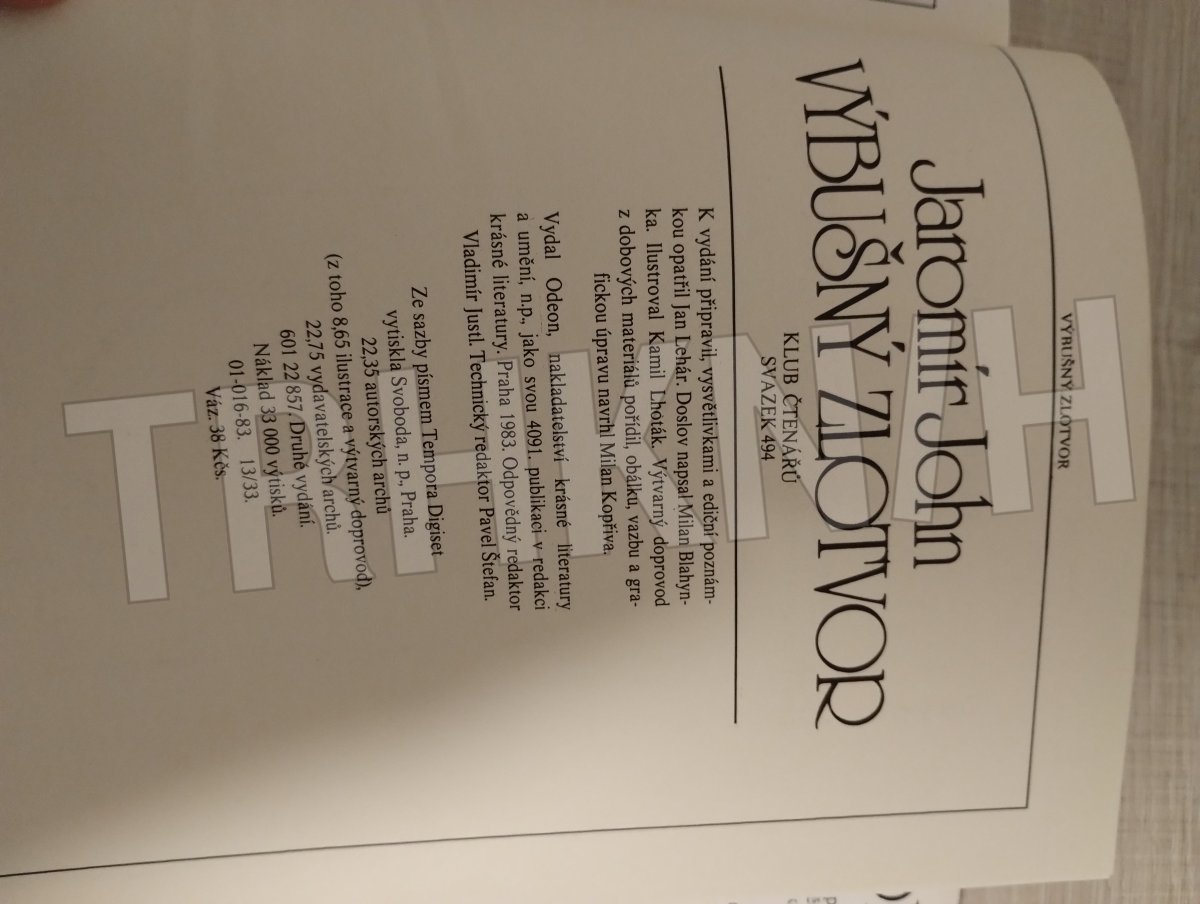 VÝBUŠNÝ ZLOTVOR
Jaromír John
VÝBUŠNÝ ZLOTVOR
KLUB ČTENÁŘŮ
SVAZEK 494
K vydání připravil, vysvětlivkami a ediční poznám-
kou opatřil Jan Lehár. Doslov napsal Milan Blahyn-
ka. Ilustroval Kamil Lhoták. Výtvarný doprovod
z dobových materiálů pořídil, obálku, vazbu a gra-
fickou úpravu navrhl Milan Kopřiva.
Vydal Odeon, nakladatelství krásné literatury
a umění, n.p., jako svou 4091. publikaci v redakci
krásné literatury. Praha 1983. Odpovědný redaktor
Vladimír Justl. Technický redaktor Pavel Štefan.
Ze sazby písmem Tempora Digiset
vytiskla Svoboda, n. p., Praha.
22,35 autorských archů
(z toho 8,65 ilustrace a výtvarný doprovod),
22,75 vydavatelských archů.
601 22 857. Druhé vydání.
Náklad 33 000 výtisků.
01-016-83. 13/33.
Váz. 38 Kčs.